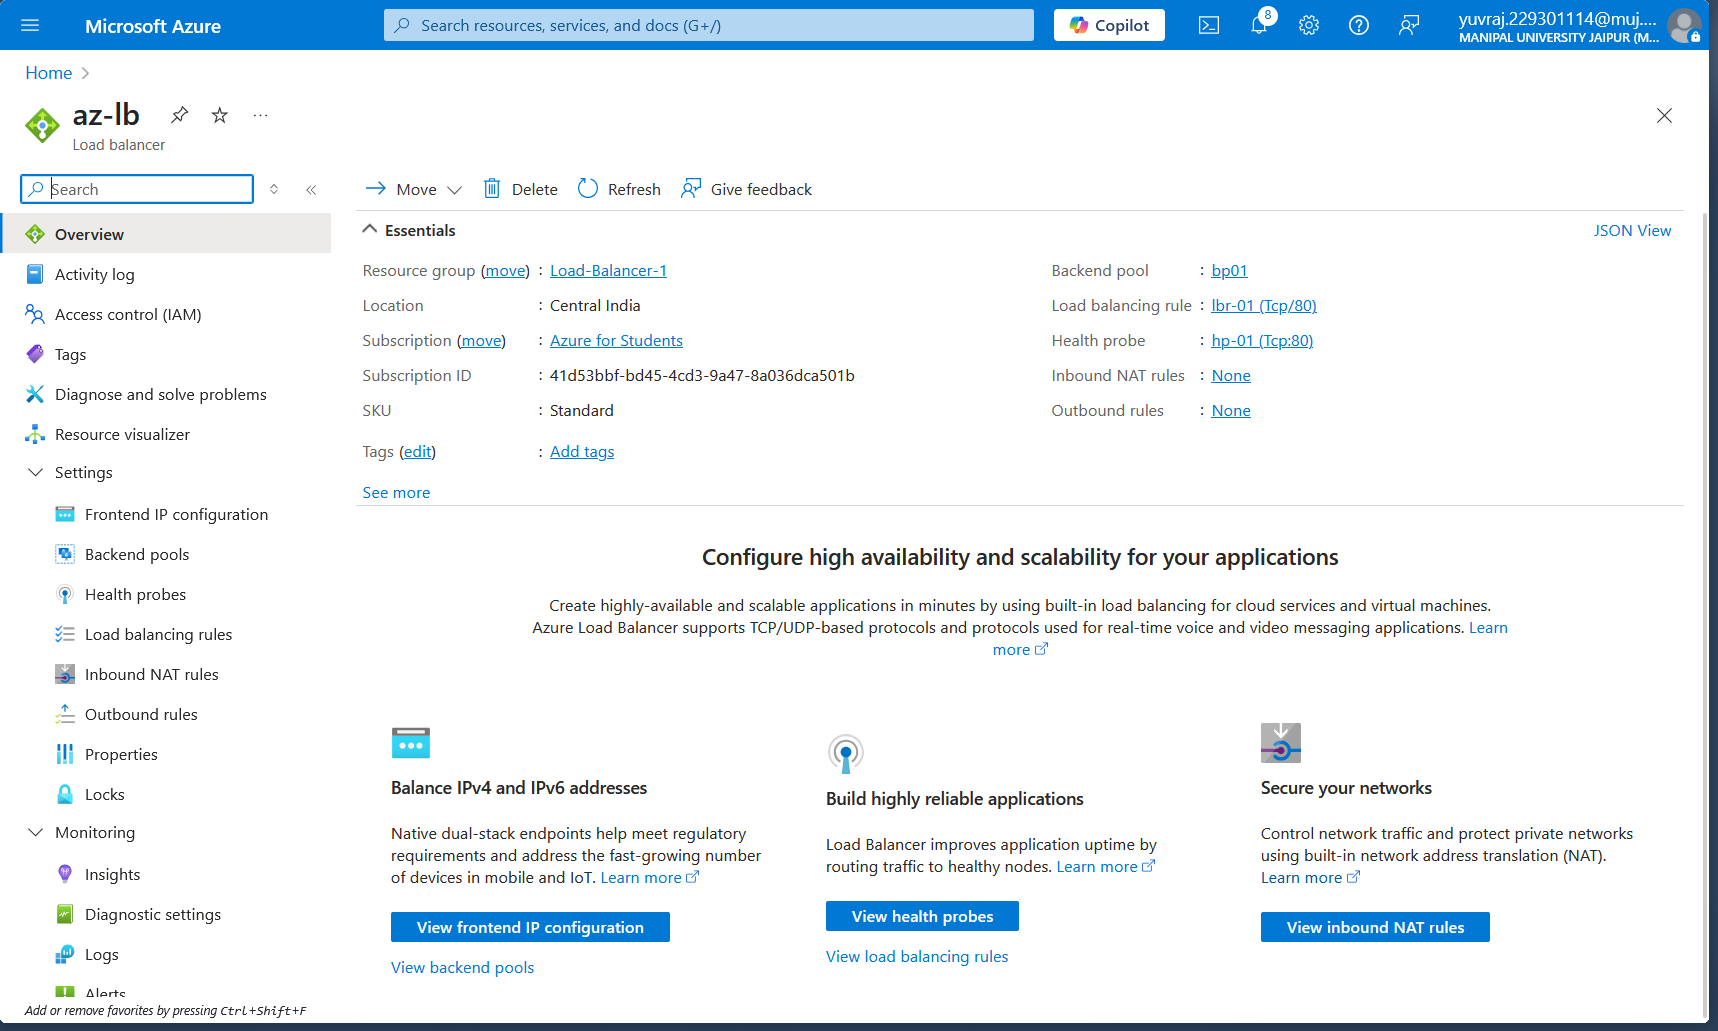 Microsoft Azure
Search resources, services, and docs (G+/)
Copilot
8
yuvraj.229301114@muj....
MANIPAL UNIVERSITY JAIPUR (M...
Home
az-lb
Load balancer
Search
Move
Delete
Refresh
Give feedback
Overview
Activity log
Access control (IAM)
Tags
Diagnose and solve problems
Resource visualizer
Settings
Frontend IP configuration
Backend pools
Health probes
Load balancing rules
Inbound NAT rules
Outbound rules
Properties
Locks
Monitoring
Insights
Diagnostic settings
Logs
Alerts
Add or remove favorites by pressing Ctrl+Shift+F
Essentials
JSON View
Resource group (move) : Load-Balancer-1
Location : Central India
Subscription (move) : Azure for Students
Subscription ID : 41d53bbf-bd45-4cd3-9a47-8a036dca501b
SKU : Standard
Tags (edit) : Add tags
See more
Backend pool : bp01
Load balancing rule : lbr-01 (Tcp/80)
Health probe : hp-01 (Tcp:80)
Inbound NAT rules : None
Outbound rules : None
Configure high availability and scalability for your applications
Create highly-available and scalable applications in minutes by using built-in load balancing for cloud services and virtual machines.
Azure Load Balancer supports TCP/UDP-based protocols and protocols used for real-time voice and video messaging applications. Learn
more
Balance IPv4 and IPv6 addresses
Native dual-stack endpoints help meet regulatory
requirements and address the fast-growing number
of devices in mobile and IoT. Learn more
View frontend IP configuration
View backend pools
Build highly reliable applications
Load Balancer improves application uptime by
routing traffic to healthy nodes. Learn more
View health probes
View load balancing rules
Secure your networks
Control network traffic and protect private networks
using built-in network address translation (NAT).
Learn more
View inbound NAT rules